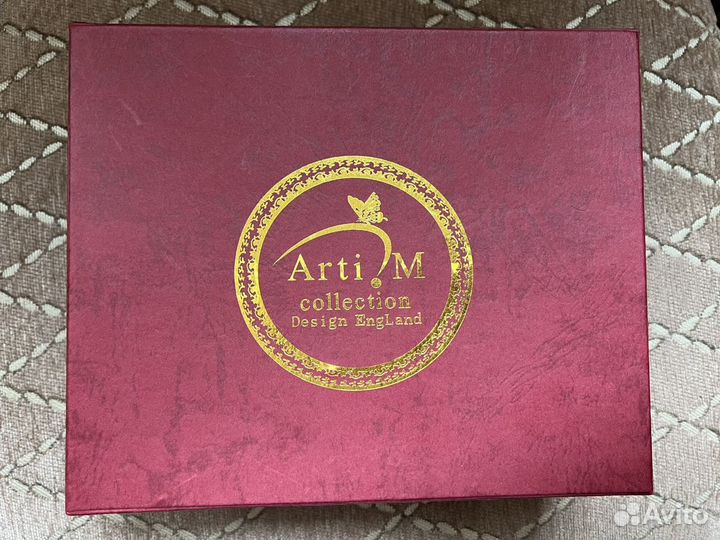 Arti M
collection
Design EngLand
Avito